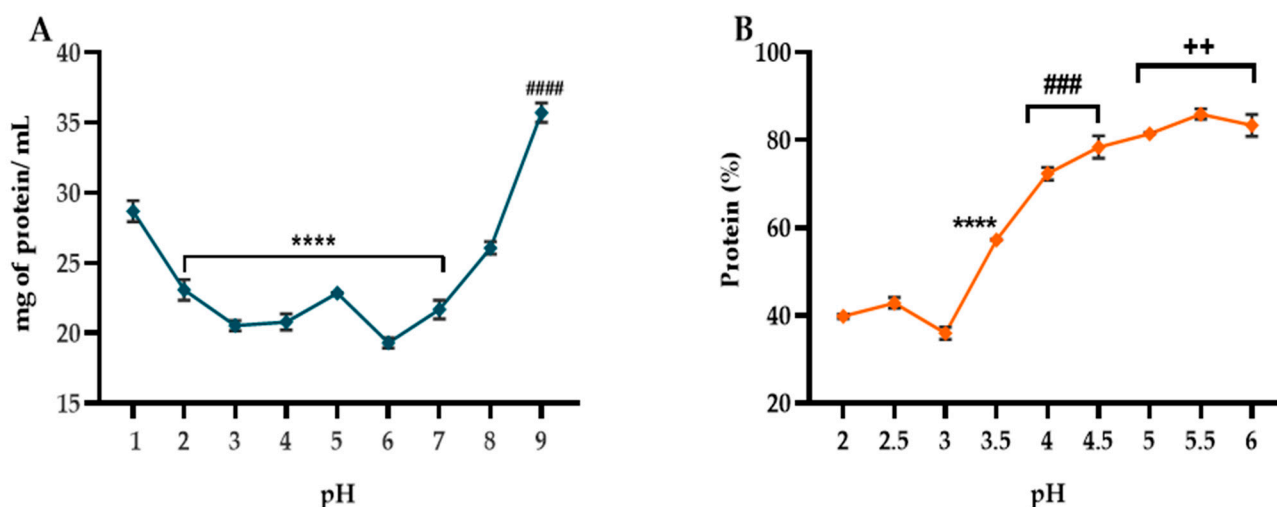 A
mg of protein/ mL
40
35
30
25
20
15
****
####
1 2 3 4 5 6 7 8 9
pH
B
Protein (%)
100
80
60
40
20
****
###
++
2 2.5 3 3.5 4 4.5 5 5.5 6
pH